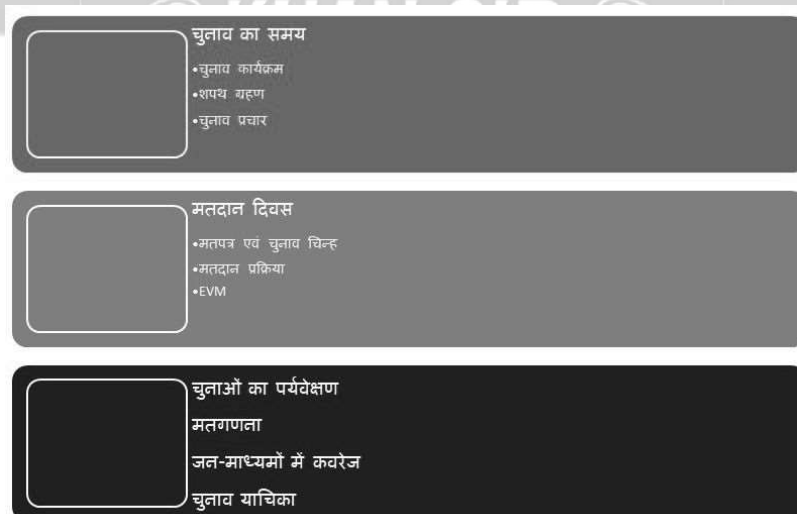 चुनाव का समय
•चुनाव कार्यक्रम
•शपथ ग्रहण
•चुनाव प्रचार
मतदान दिवस
•मतपत्र एवं चुनाव चिन्ह
•मतदान प्रक्रिया
•EVM
चुनाओं का पर्यवेक्षण
मतगणना
जन-माध्यमों में कवरेज
चुनाव याचिका